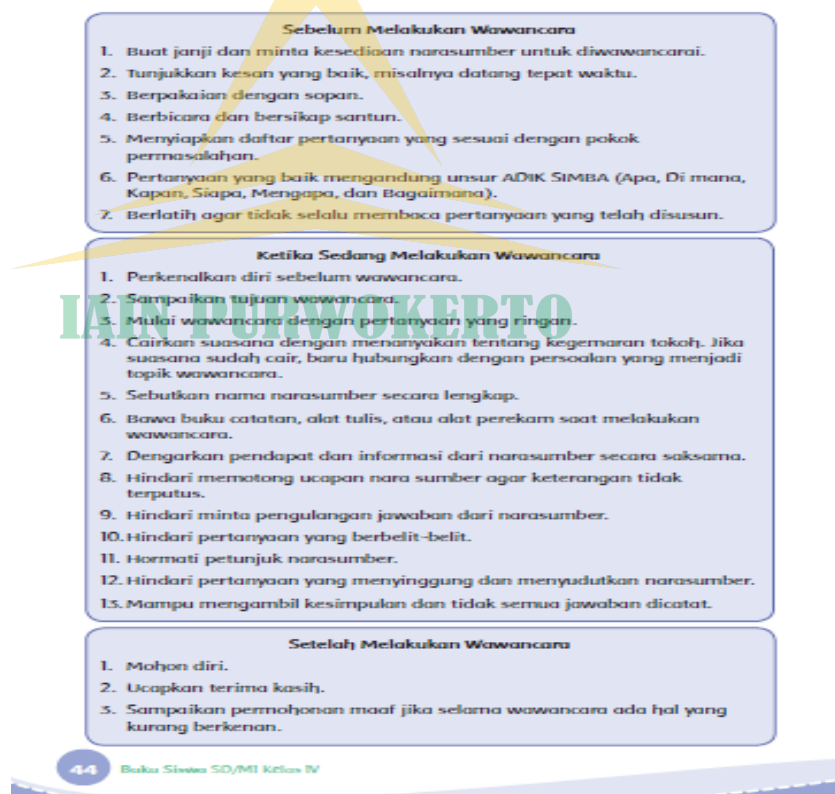 Sebelum Melakukan Wawancara
1. Buat janji dan minta kesediaan narasumber untuk diwawancarai.
2. Tunjukkan kesan yang baik, misalnya datang tepat waktu.
3. Berpakaian dengan sopan.
4. Berbicara dan bersikap santun.
5. Menyiapkan daftar pertanyaan yang sesuai dengan pokok
permasalahan.
6. Pertanyaan yang baik mengandung unsur ADIK SIMBA (Apa, Di mana,
Kapan, Siapa, Mengapa, dan Bagaimana).
7. Berlatih agar tidak selalu membaca pertanyaan yang telah disusun.
Ketika Sedang Melakukan Wawancara
1. Perkenalkan diri sebelum wawancara.
2. Sampaikan tujuan wawancara.
IAIN PURWOKERTO
3. Mulai wawancara dengan pertanyaan yang ringan.
4. Cairkan suasana dengan menanyakan tentang kegemaran tokoh. Jika
suasana sudah cair, baru hubungkan dengan persoalan yang menjadi
topik wawancara.
5. Sebutkan nama narasumber secara lengkap.
6. Bawa buku catatan, alat tulis, atau alat perekam saat melakukan
wawancara.
7. Dengarkan pendapat dan informasi dari narasumber secara saksama.
8. Hindari memotong ucapan nara sumber agar keterangan tidak
terputus.
9. Hindari minta pengulangan jawaban dari narasumber.
10. Hindari pertanyaan yang berbelit-belit.
11. Hormati petunjuk narasumber.
12. Hindari pertanyaan yang menyinggung dan menyudutkan narasumber.
13. Mampu mengambil kesimpulan dan tidak semua jawaban dicatat.
Setelah Melakukan Wawancara
1. Mohon diri.
2. Ucapkan terima kasih.
3. Sampaikan permohonan maaf jika selama wawancara ada hal yang
kurang berkenan.
44 Buku Siswa SD/MI Kelas IV